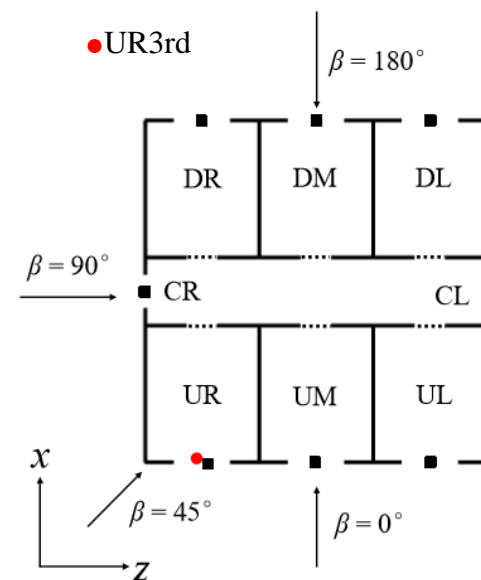 UR3rd
β = 180°
DR DM DL
β = 90°
CR CL
UR UM UL
x
β = 45°
β = 0°
z